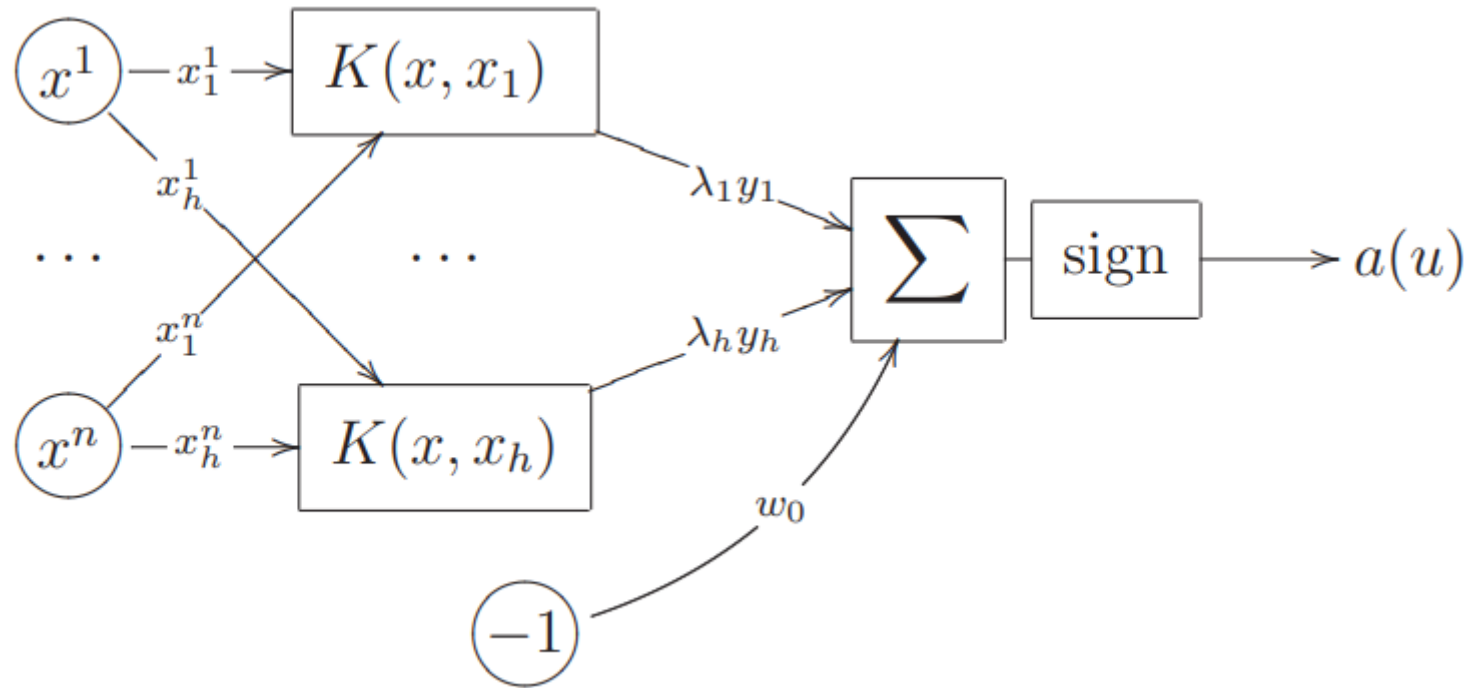 x^1
x_1^1
K(x, x_1)
x_h^1
λ_1y_1
...
...
∑
sign
a(u)
x_1^n
λ_hy_h
x^n
x_h^n
K(x, x_h)
w_0
−1